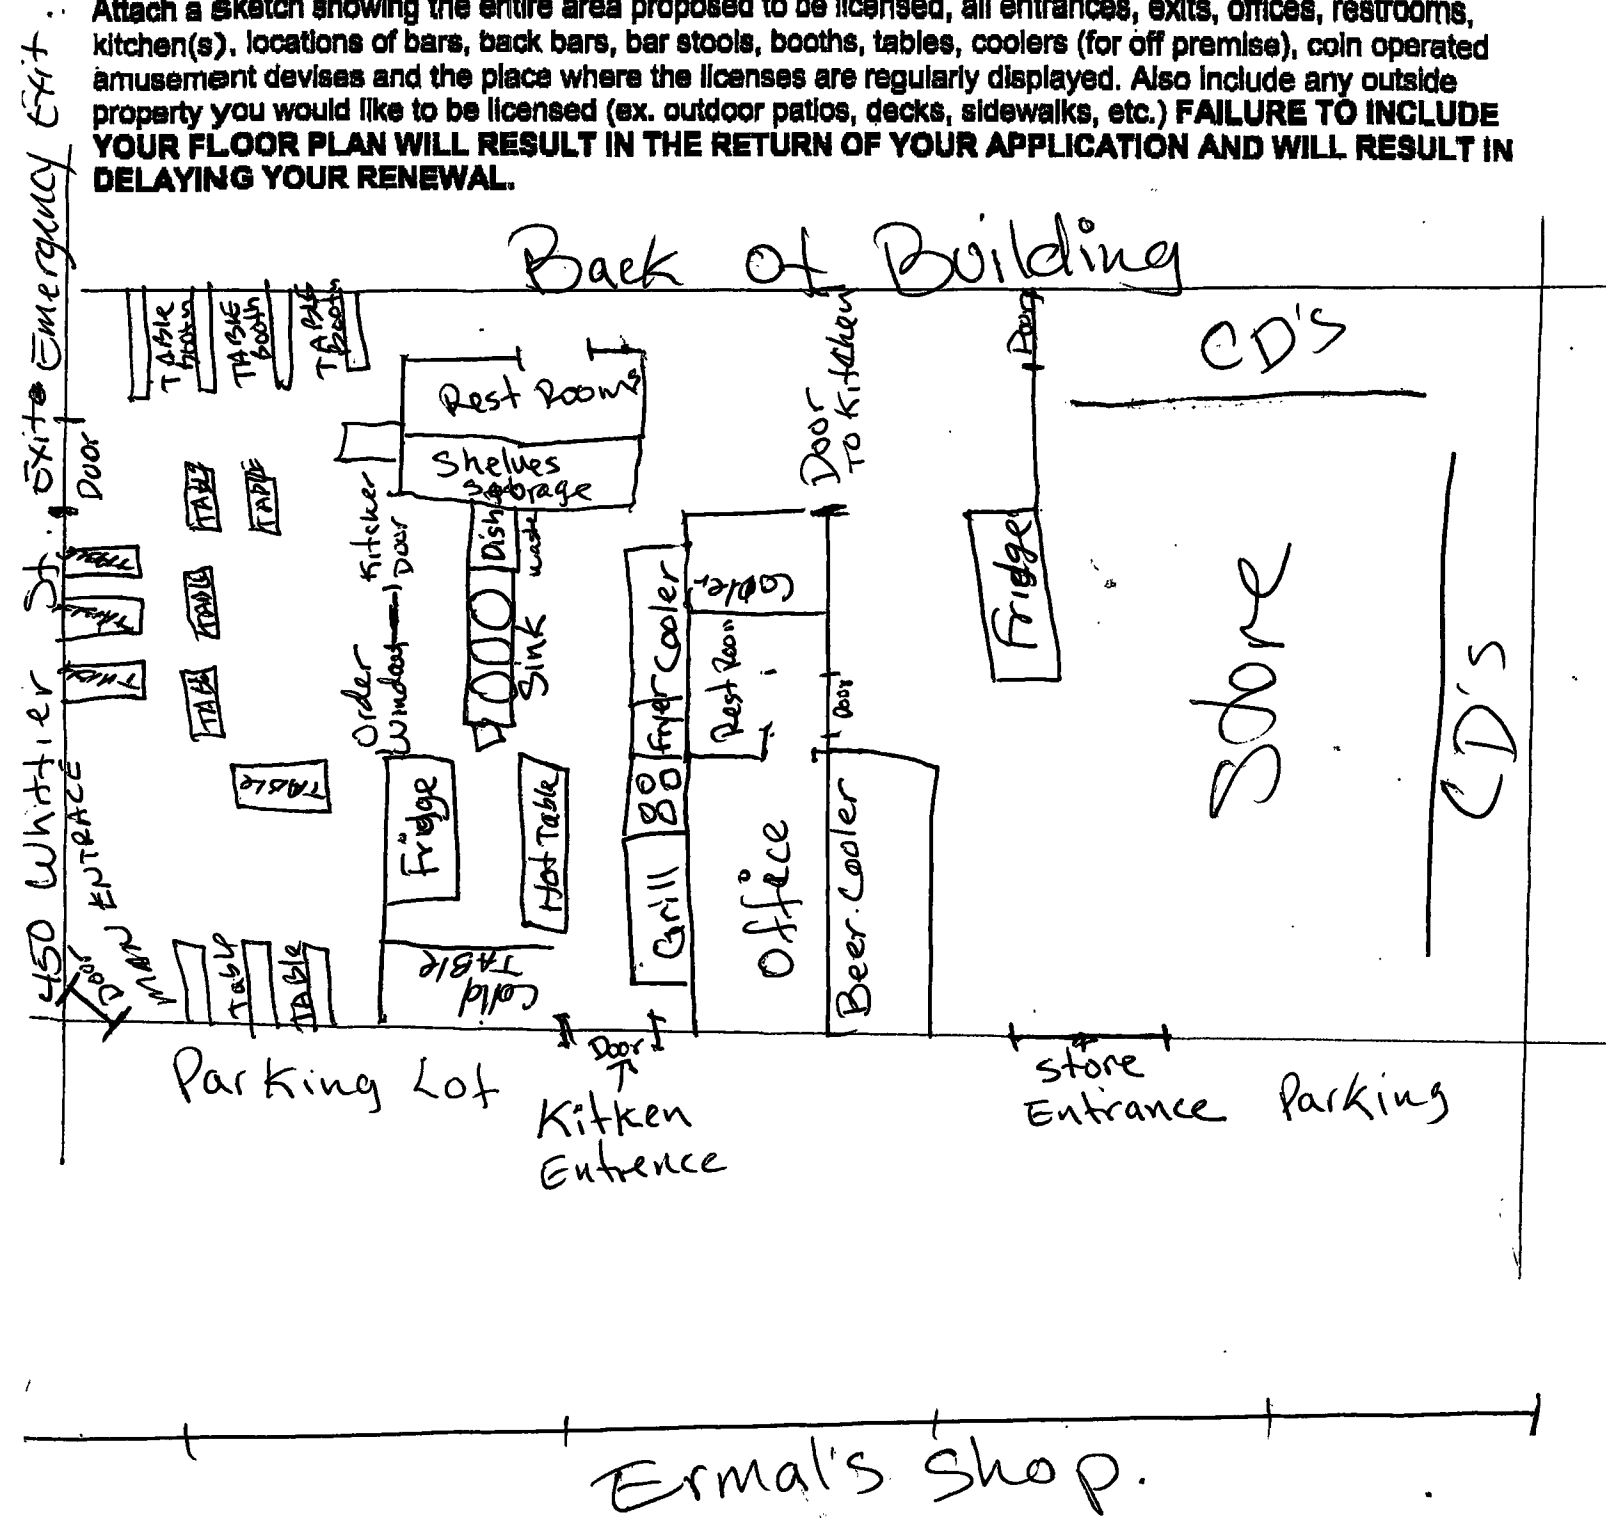 Attach a sketch showing the entire area proposed to be licensed, all entrances, exits, offices, restrooms,
kitchen(s), locations of bars, back bars, bar stools, booths, tables, coolers (for off premise), coin operated
amusement devises and the place where the licenses are regularly displayed. Also include any outside
property you would like to be licensed (ex. outdoor patios, decks, sidewalks, etc.) FAILURE TO INCLUDE
YOUR FLOOR PLAN WILL RESULT IN THE RETURN OF YOUR APPLICATION AND WILL RESULT IN
DELAYING YOUR RENEWAL.
Back Of Building
450 Whittier St. Exit Emergency Exit
TABle
TABlE
Booth
TABlE
Booth
Rest Rooms
Shelves
Storage
Door
TABlE
TABlE
TABlE
TABlE
TABlE
TABlE
TABlE
TABlE
Kitcher
Door
Order
Window
Dish
wash
Sink
Fridge
Hot Table
Cold
TABlE
Fryer
Cooler
Grill
Cooler
Rest Room
Office
Door
TO Kitchen
Door
Door
Beer Cooler
Fridge
CD'S
Store
CD'S
Door
MAN ENTRACE
Table
TABle
Parking Lot
Door
Kitken
Entrence
Store
Entrance
Parking
Ermal's Shop.